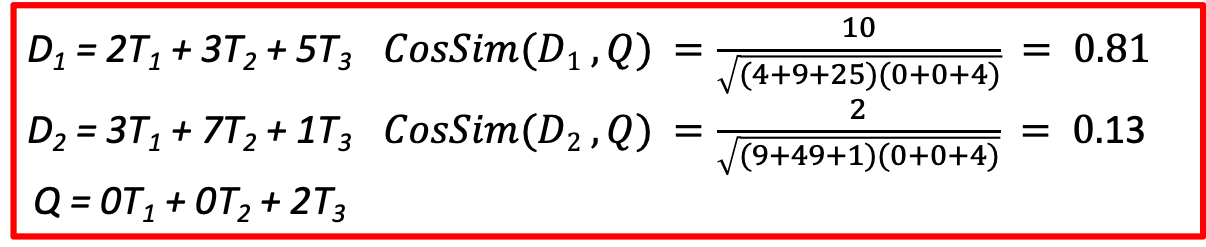 D₁ = 2T₁ + 3T₂ + 5T₃ CosSim(D₁ , Q) = 10 / √(4+9+25)(0+0+4) = 0.81
D₂ = 3T₁ + 7T₂ + 1T₃ CosSim(D₂ , Q) = 2 / √(9+49+1)(0+0+4) = 0.13
Q = 0T₁ + 0T₂ + 2T₃